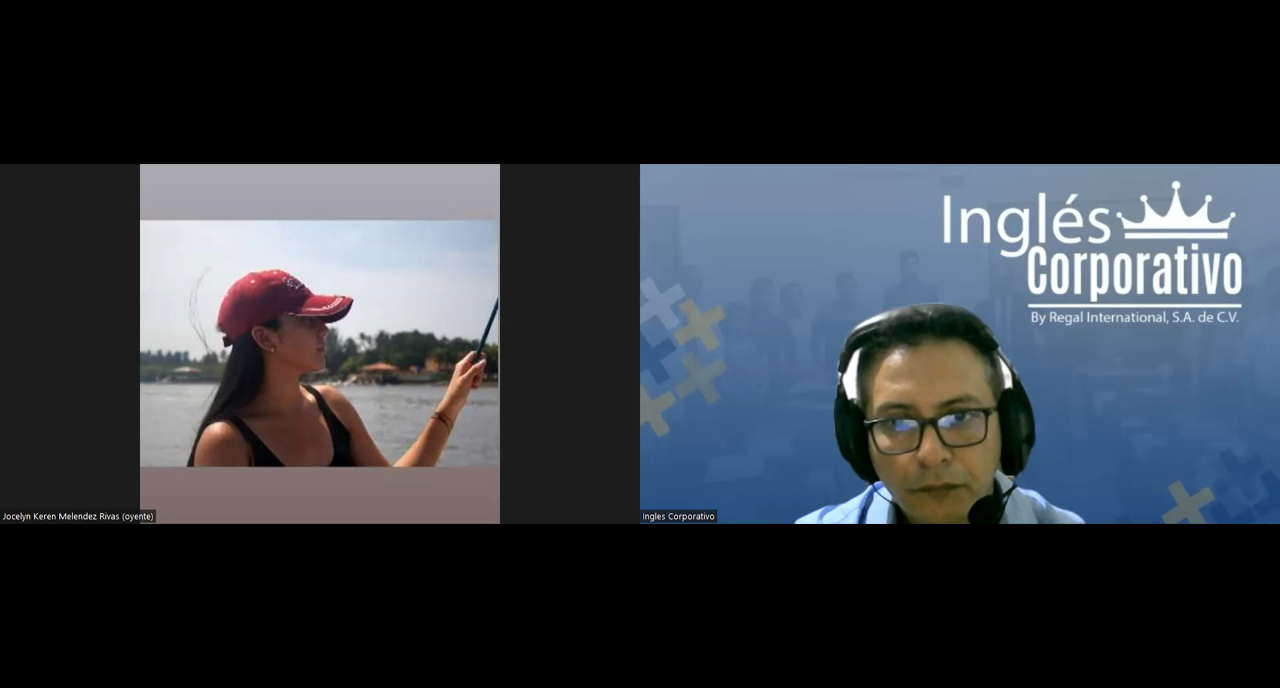 Jocelyn Keren Melendez Rivas (oyente)
Inglés
Corporativo
By Regal International, S.A. de C.V.
Ingles Corporativo